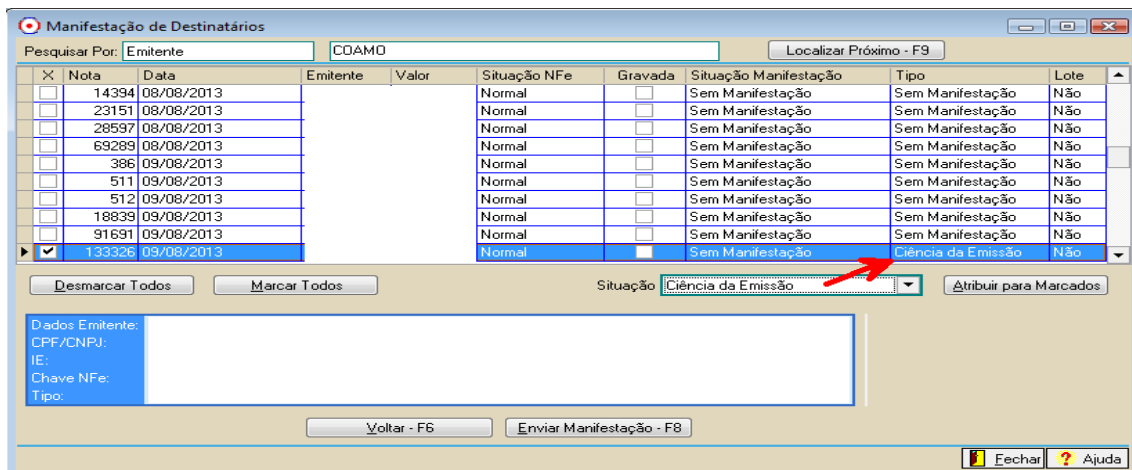 Manifestação de Destinatários
Pesquisar Por: Emitente COAMO Localizar Próximo - F9
X Nota Data Emitente Valor Situação NFe Gravada Situação Manifestação Tipo Lote
14394 08/08/2013 Normal Sem Manifestação Sem Manifestação Não
23151 08/08/2013 Normal Sem Manifestação Sem Manifestação Não
28597 08/08/2013 Normal Sem Manifestação Sem Manifestação Não
69289 08/08/2013 Normal Sem Manifestação Sem Manifestação Não
386 09/08/2013 Normal Sem Manifestação Sem Manifestação Não
511 09/08/2013 Normal Sem Manifestação Sem Manifestação Não
512 09/08/2013 Normal Sem Manifestação Sem Manifestação Não
18839 09/08/2013 Normal Sem Manifestação Sem Manifestação Não
91691 09/08/2013 Normal Sem Manifestação Sem Manifestação Não
133326 09/08/2013 Normal Sem Manifestação Ciência da Emissão Não
Desmarcar Todos Marcar Todos Situação Ciência da Emissão Atribuir para Marcados
Dados Emitente:
CPF/CNPJ:
IE:
Chave NFe:
Tipo:
Voltar - F6 Enviar Manifestação - F8
Fechar ? Ajuda